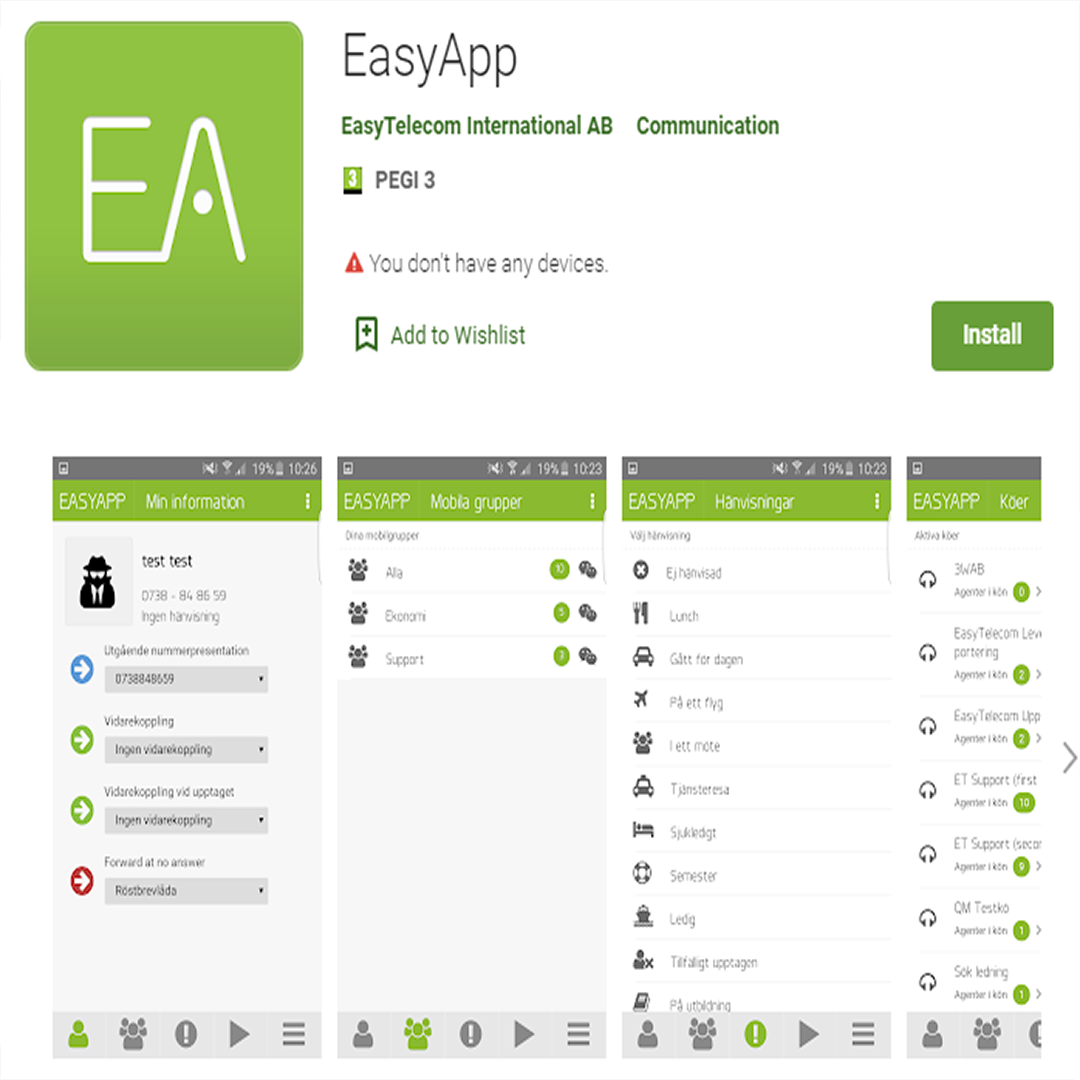 EA
EasyApp
EasyTelecom International AB Communication
3 PEGI 3
You don't have any devices.
Add to Wishlist
Install
19% 10:26
EASYAPP Min information
test test
0738 - 84 86 59
Ingen hänvisning
Utgående nummerpresentation
0738848659
Vidarekoppling
Ingen vidarekoppling
Vidarekoppling vid upptaget
Ingen vidarekoppling
Forward at no answer
Röstbrevlåda
19% 10:23
EASYAPP Mobila grupper
Dina mobilgrupper
Alla 10
Ekonomi 5
Support 3
19% 10:23
EASYAPP Hänvisningar
Välj hänvisning
Ej hänvisad
Lunch
Gått för dagen
På ett flyg
I ett möte
Tjänsteresa
Sjukledigt
Semester
Ledig
Tillfälligt upptagen
På utbildning
EASYAPP Köer
Aktiva köer
3WAB
Agenter i kön 0
EasyTelecom Lev
portering
Agenter i kön 2
EasyTelecom Upp
Agenter i kön 2
ET Support (first
Agenter i kön 10
ET Support (secon
Agenter i kön 9
QM Testkö
Agenter i kön 1
Sök ledning
Agenter i kön 1